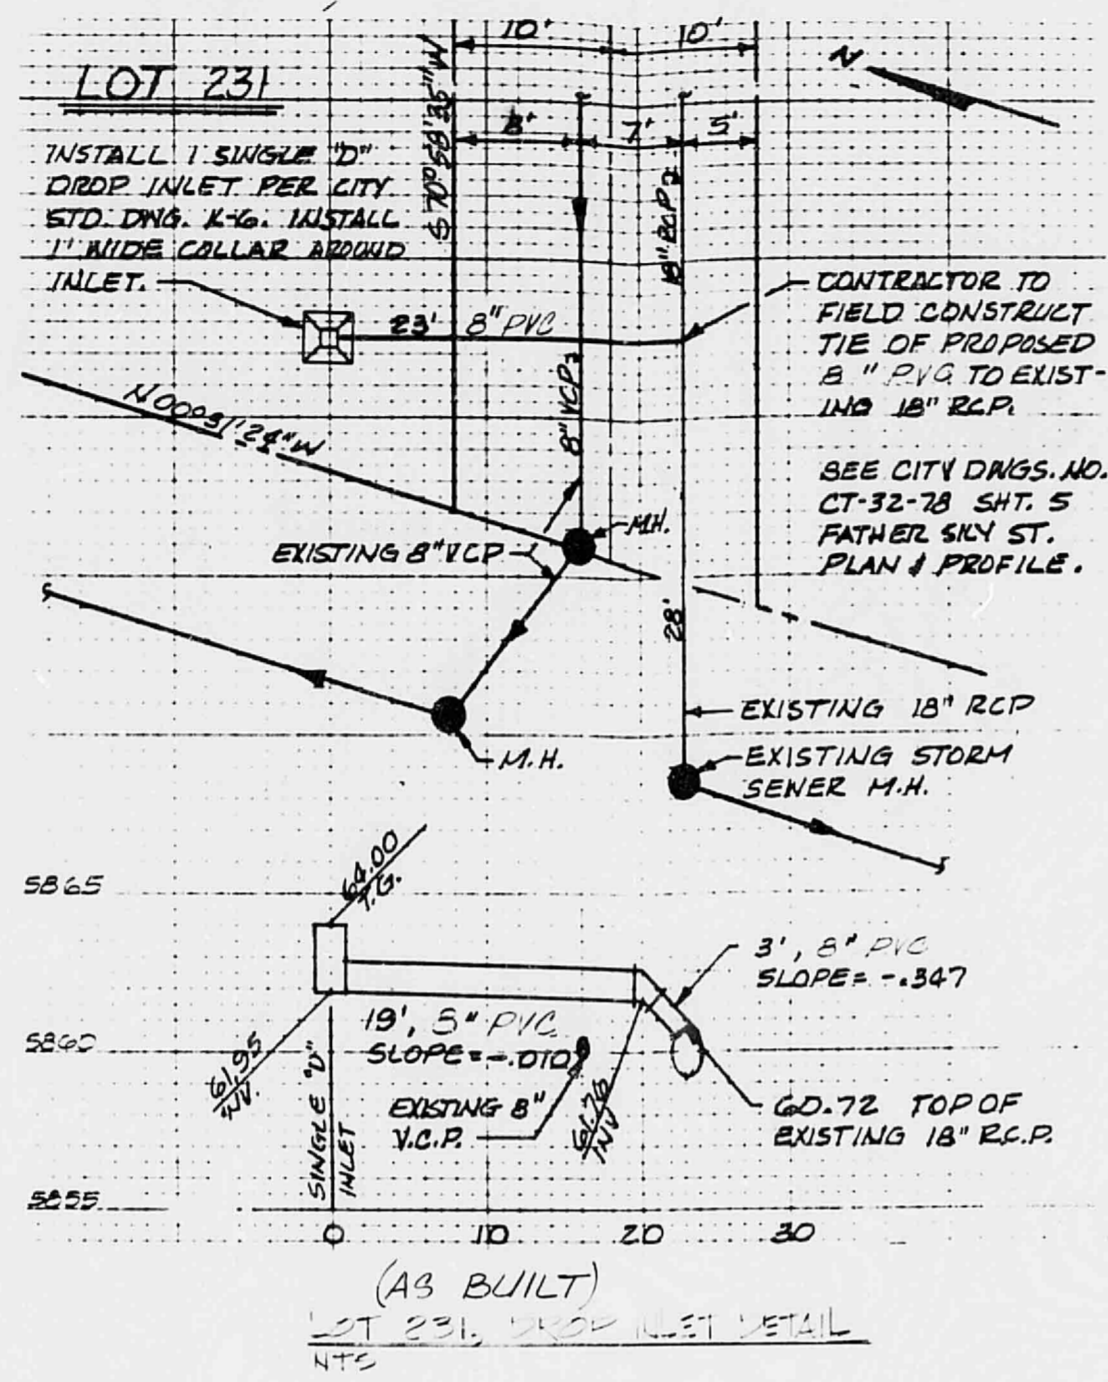 LOT 231
10'
10'
N
8'
7'
5'
S 70° 58' 35" W
18" RCP
INSTALL 1 SINGLE "D"
DROP INLET PER CITY
STD. DWG. K-6. INSTALL
1' WIDE COLLAR AROUND
INLET.
23' 8" PVC
8" VCP
CONTRACTOR TO
FIELD CONSTRUCT
TIE OF PROPOSED
8" PVC TO EXIST-
ING 18" RCP.
SEE CITY DWGS. NO.
CT-32-78 SHT. 5
FATHER SKY ST.
PLAN & PROFILE.
N 00° 31' 24" W
M.H.
EXISTING 8" VCP
28'
EXISTING 18" RCP
M.H.
EXISTING STORM
SEWER M.H.
64.00
T.G.
5865
3', 8" PVC
SLOPE = -.347
19', 8" PVC
SLOPE = -.010
5860
61.95
INV.
SINGLE "D"
INLET
EXISTING 8"
V.C.P.
61.76
INV
60.72 TOP OF
EXISTING 18" R.C.P.
5855
0 10 20 30
(AS BUILT)
LOT 231, DROP INLET DETAIL
NTS